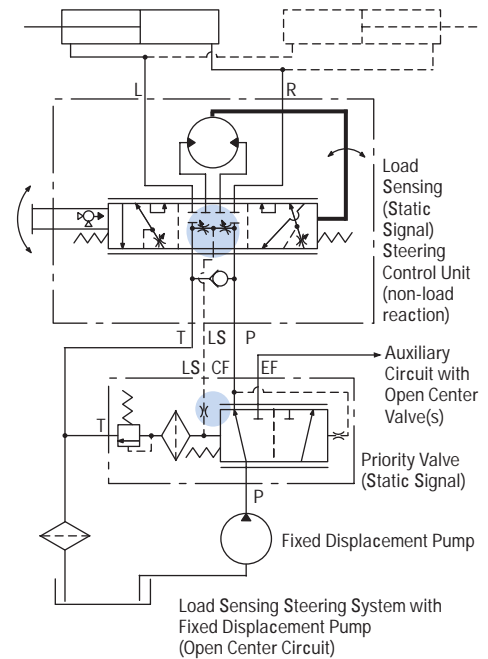 L
R
Load
Sensing
(Static
Signal)
Steering
Control Unit
(non-load
reaction)
T LS P
LS CF EF
Auxiliary
Circuit with
Open Center
Valve(s)
T
Priority Valve
(Static Signal)
P
Fixed Displacement Pump
Load Sensing Steering System with
Fixed Displacement Pump
(Open Center Circuit)